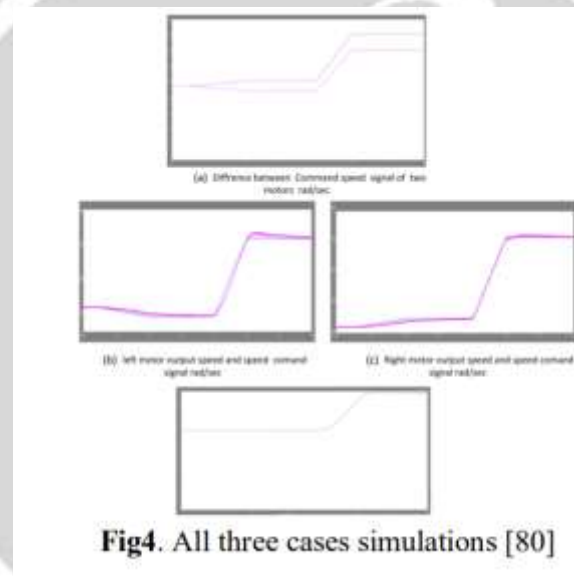 (a) Diffrence between Command speed signal of two
motors rad/sec
(b) left motor output speed and speed comand
signal rad/sec
(c) Right motor output speed and speed comand
signal rad/sec
Fig4. All three cases simulations [80]